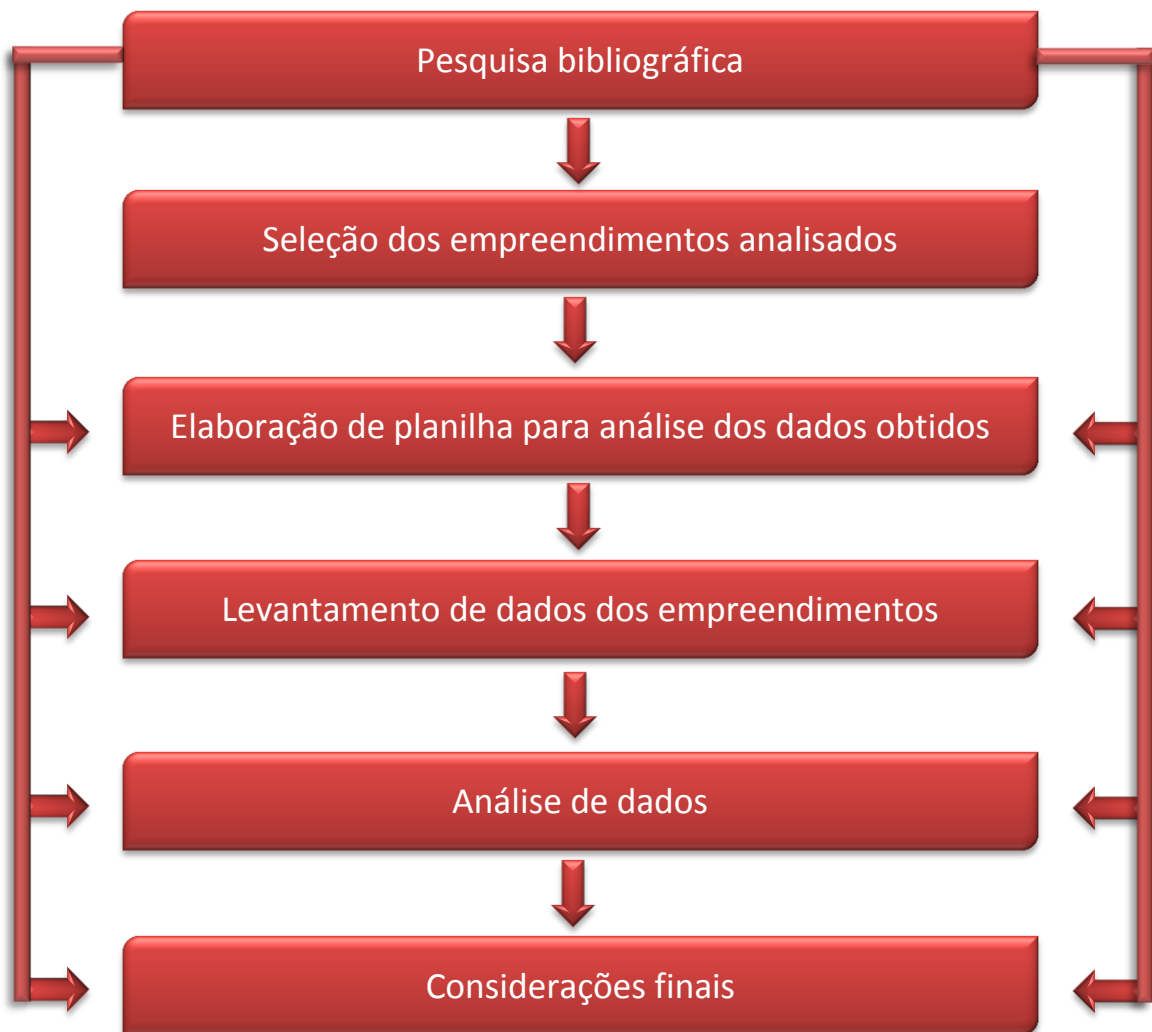 Pesquisa bibliográfica
Seleção dos empreendimentos analisados
Elaboração de planilha para análise dos dados obtidos
Levantamento de dados dos empreendimentos
Análise de dados
Considerações finais